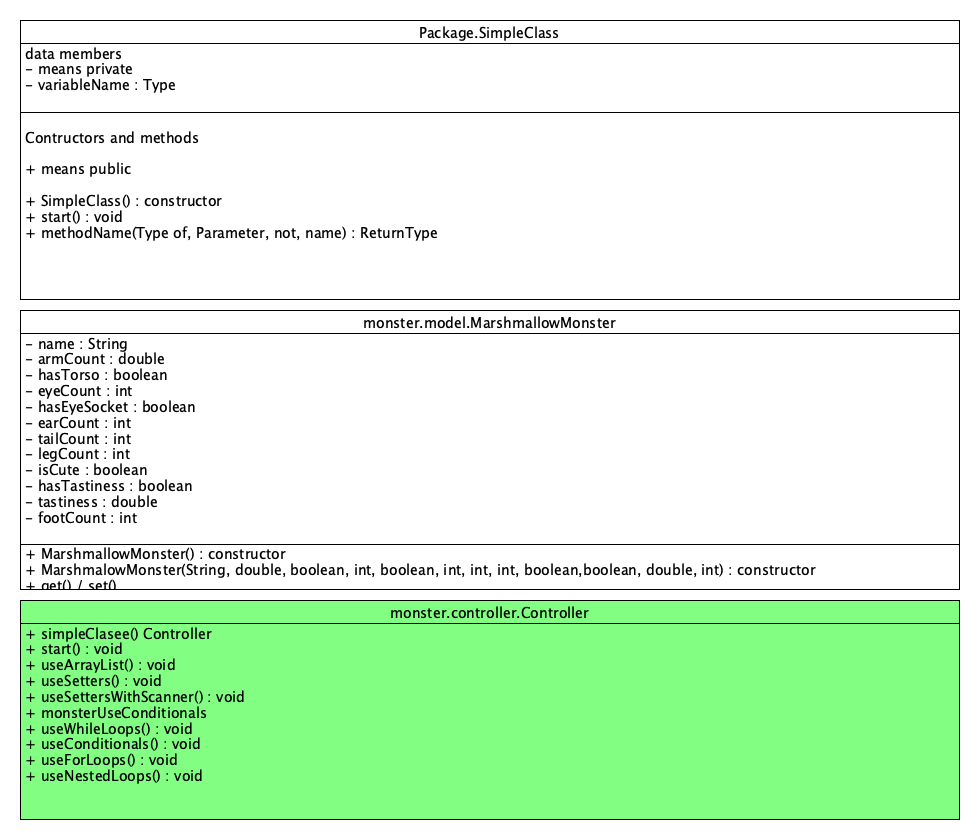 Package.SimpleClass
data members
– means private
– variableName : Type
Contructors and methods
+ means public
+ SimpleClass() : constructor
+ start() : void
+ methodName(Type of, Parameter, not, name) : ReturnType
monster.model.MarshmallowMonster
– name : String
– armCount : double
– hasTorso : boolean
– eyeCount : int
– hasEyeSocket : boolean
– earCount : int
– tailCount : int
– legCount : int
– isCute : boolean
– hasTastiness : boolean
– tastiness : double
– footCount : int
+ MarshmallowMonster() : constructor
+ MarshmalowMonster(String, double, boolean, int, boolean, int, int, int, boolean,boolean, double, int) : constructor
+ get() / set()
monster.controller.Controller
+ simpleClasee() Controller
+ start() : void
+ useArrayList() : void
+ useSetters() : void
+ useSettersWithScanner() : void
+ monsterUseConditionals
+ useWhileLoops() : void
+ useConditionals() : void
+ useForLoops() : void
+ useNestedLoops() : void